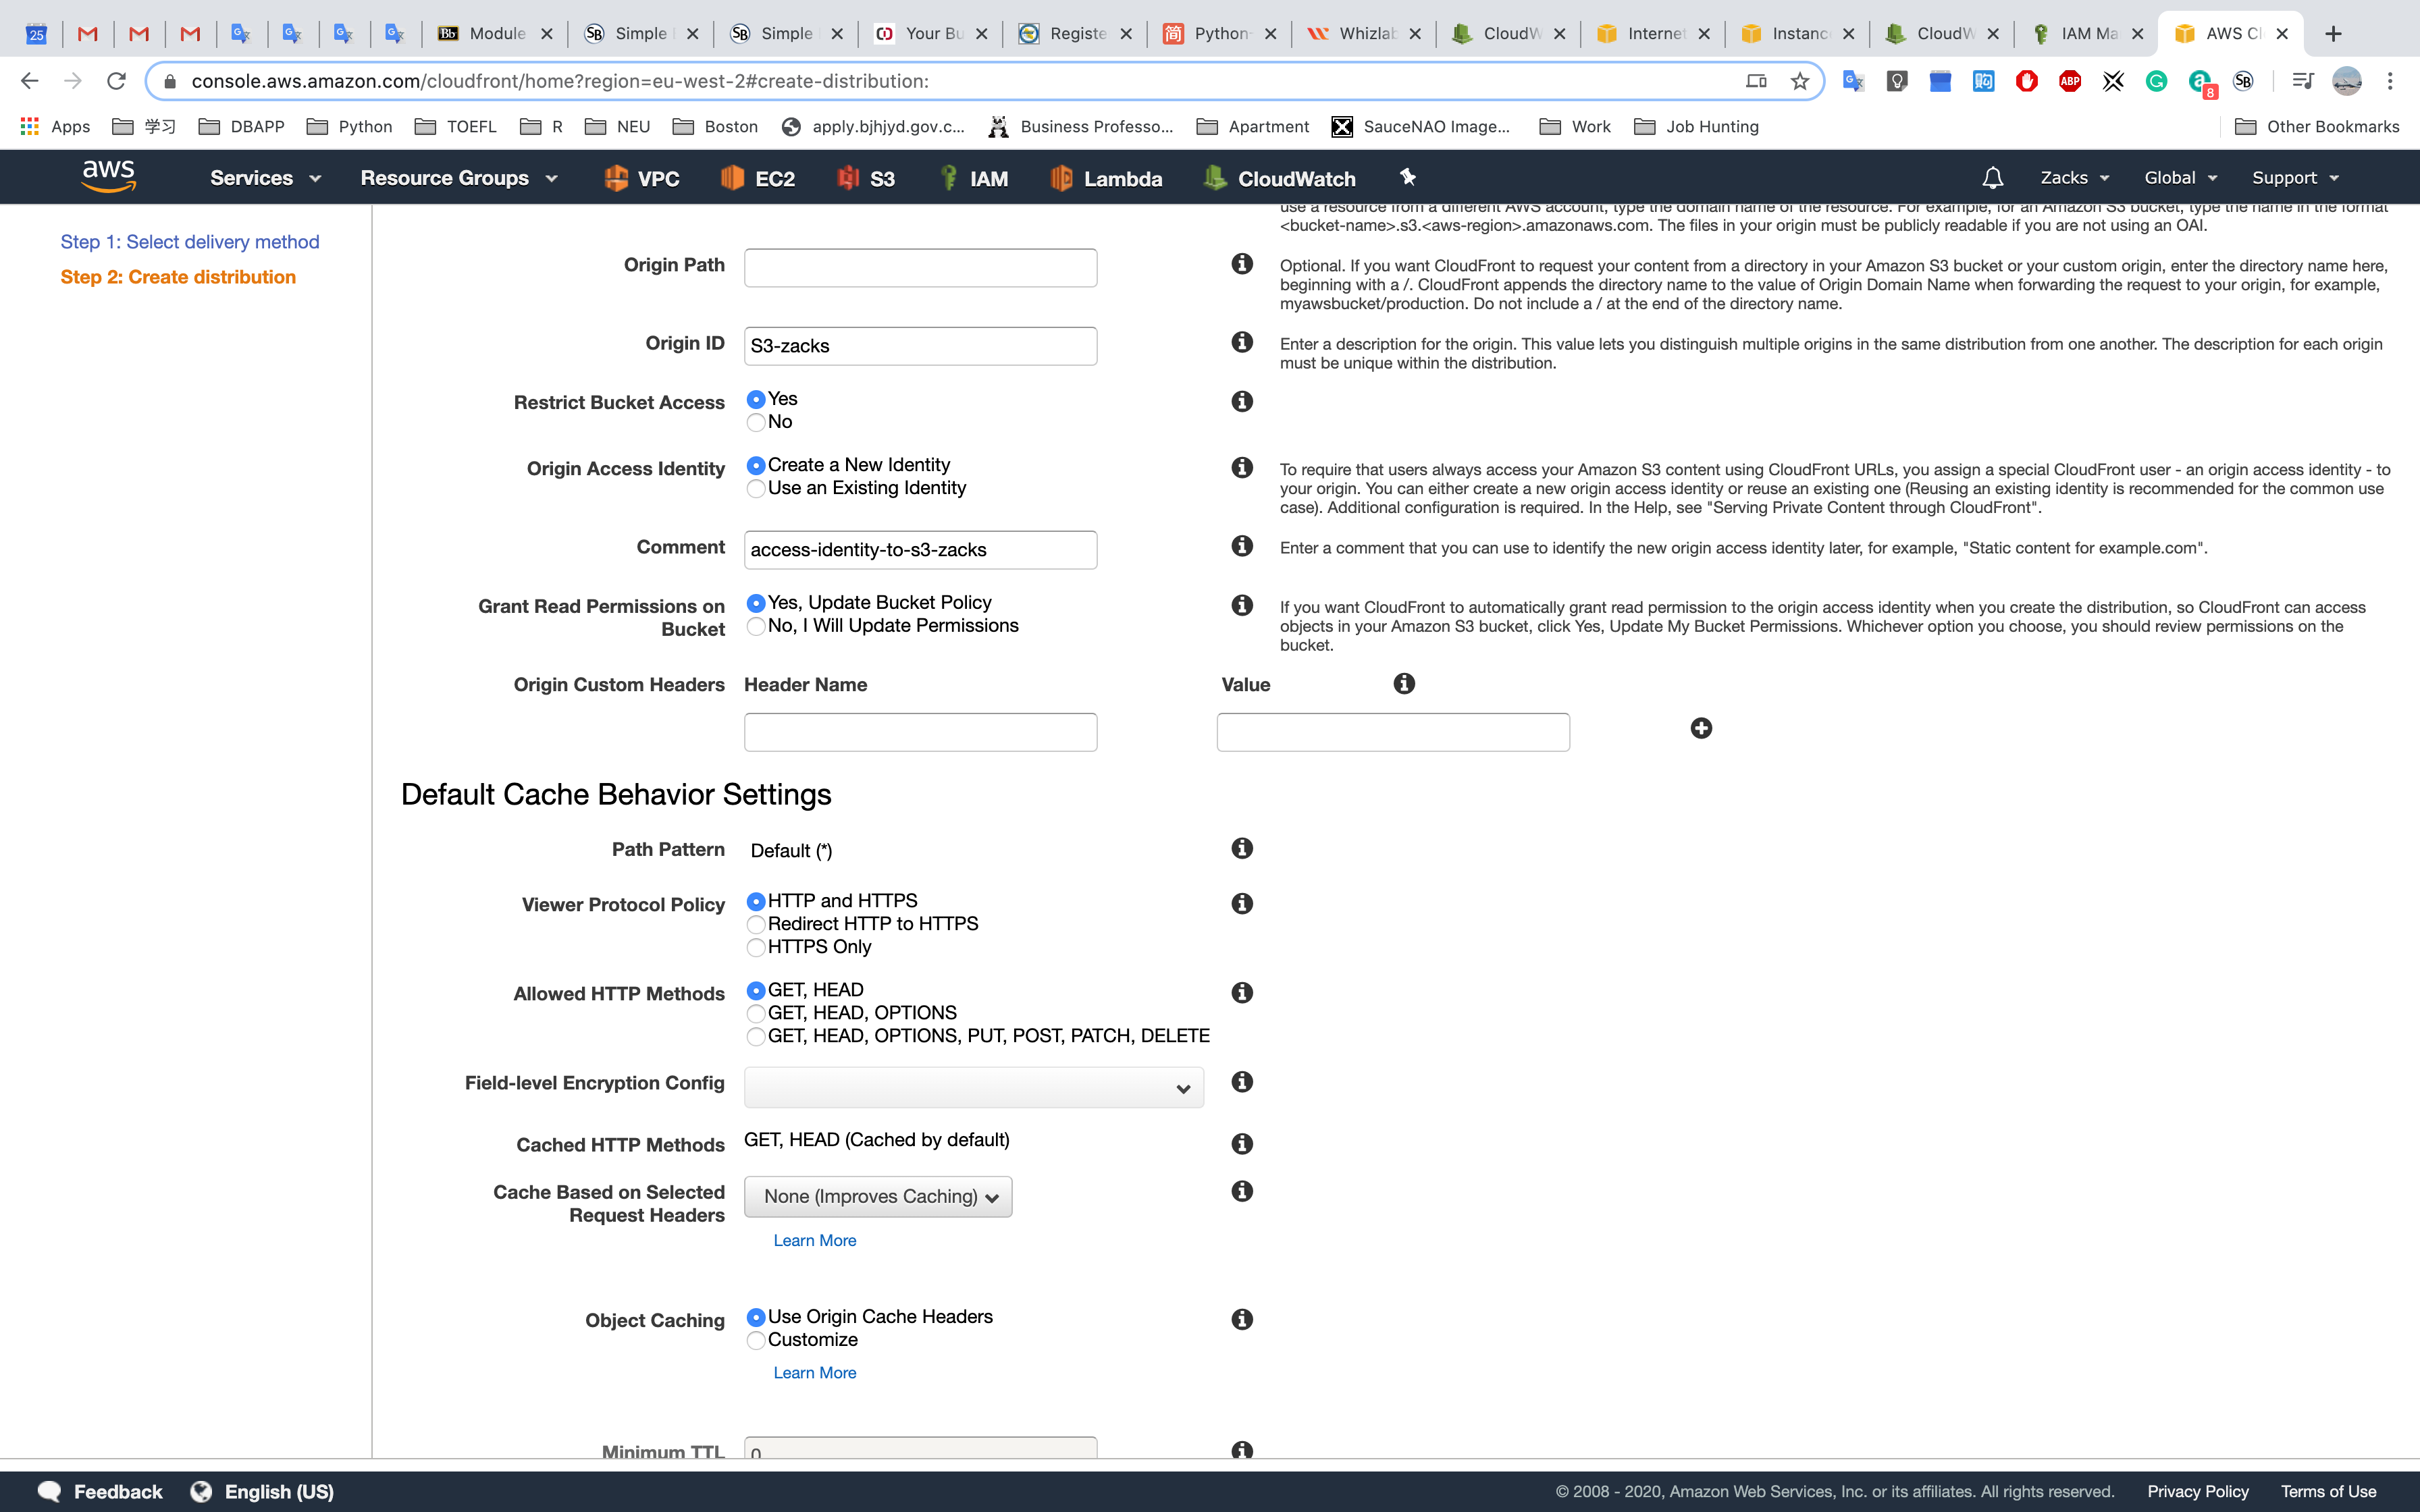 25
Bb Module
SB Simple
SB Simple
Your Bu
Registe
简 Python-
Whizlab
CloudW
Internet
Instanc
CloudW
IAM Ma
AWS Cl
console.aws.amazon.com/cloudfront/home?region=eu-west-2#create-distribution:
ABP
8
SB
Apps
学习
DBAPP
Python
TOEFL
R
NEU
Boston
apply.bjhjyd.gov.c...
Business Professo...
Apartment
SauceNAO Image...
Work
Job Hunting
Other Bookmarks
aws
Services
Resource Groups
VPC
EC2
S3
IAM
Lambda
CloudWatch
Zacks
Global
Support
Step 1: Select delivery method
Step 2: Create distribution
use a resource from a different AWS account, type the domain name of the resource. For example, for an Amazon S3 bucket, type the name in the format
<bucket-name>.s3.<aws-region>.amazonaws.com. The files in your origin must be publicly readable if you are not using an OAI.
Origin Path
Optional. If you want CloudFront to request your content from a directory in your Amazon S3 bucket or your custom origin, enter the directory name here,
beginning with a /. CloudFront appends the directory name to the value of Origin Domain Name when forwarding the request to your origin, for example,
myawsbucket/production. Do not include a / at the end of the directory name.
Origin ID
S3-zacks
Enter a description for the origin. This value lets you distinguish multiple origins in the same distribution from one another. The description for each origin
must be unique within the distribution.
Restrict Bucket Access
Yes
No
Origin Access Identity
Create a New Identity
Use an Existing Identity
To require that users always access your Amazon S3 content using CloudFront URLs, you assign a special CloudFront user - an origin access identity - to
your origin. You can either create a new origin access identity or reuse an existing one (Reusing an existing identity is recommended for the common use
case). Additional configuration is required. In the Help, see "Serving Private Content through CloudFront".
Comment
access-identity-to-s3-zacks
Enter a comment that you can use to identify the new origin access identity later, for example, "Static content for example.com".
Grant Read Permissions on
Bucket
Yes, Update Bucket Policy
No, I Will Update Permissions
If you want CloudFront to automatically grant read permission to the origin access identity when you create the distribution, so CloudFront can access
objects in your Amazon S3 bucket, click Yes, Update My Bucket Permissions. Whichever option you choose, you should review permissions on the
bucket.
Origin Custom Headers
Header Name
Value
Default Cache Behavior Settings
Path Pattern
Default (*)
Viewer Protocol Policy
HTTP and HTTPS
Redirect HTTP to HTTPS
HTTPS Only
Allowed HTTP Methods
GET, HEAD
GET, HEAD, OPTIONS
GET, HEAD, OPTIONS, PUT, POST, PATCH, DELETE
Field-level Encryption Config
Cached HTTP Methods
GET, HEAD (Cached by default)
Cache Based on Selected
Request Headers
None (Improves Caching)
Learn More
Object Caching
Use Origin Cache Headers
Customize
Learn More
Minimum TTL
0
Feedback
English (US)
© 2008 - 2020, Amazon Web Services, Inc. or its affiliates. All rights reserved.
Privacy Policy
Terms of Use